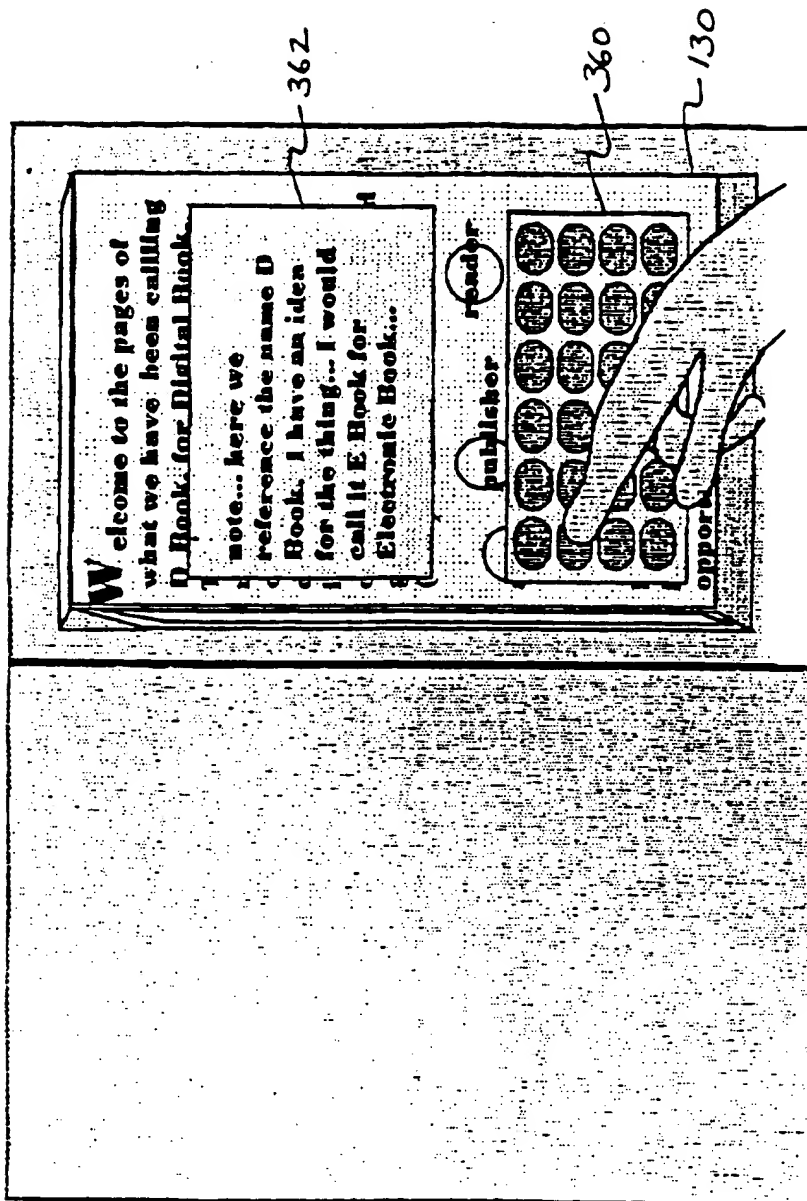 Welcome to the pages of
what we have been callling
D Book, for Digital Book.
note... here we
reference the name D
Book. I have an idea
for the thing... I would
call it E Book for
Electronic Book...
publisher reader
oppor
362
360
130